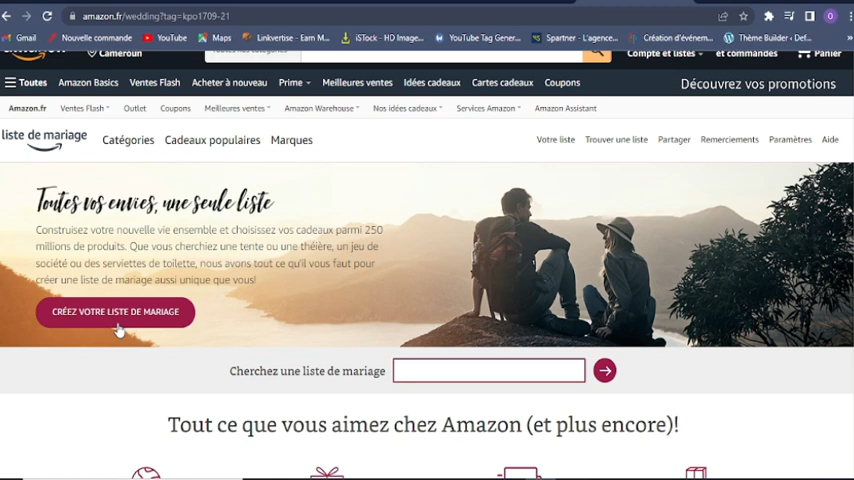 amazon.fr/wedding?tag=kpo1709-21
Gmail Nouvelle commande YouTube Maps Linkvertise - Earn M... iStock - HD Image... YouTube Tag Gener... Spartner - L'agence... Création d'événem... Thème Builder • Def...
Cameroun Compte et listes et commandes Panier
Toutes Amazon Basics Ventes Flash Acheter à nouveau Prime Meilleures ventes Idées cadeaux Cartes cadeaux Coupons Découvrez vos promotions
Amazon.fr Ventes Flash Outlet Coupons Meilleures ventes Amazon Warehouse Nos idées cadeaux Services Amazon Amazon Assistant
liste de mariage Catégories Cadeaux populaires Marques Votre liste Trouver une liste Partager Remerciements Paramètres Aide
Toutes vos envies, une seule liste
Construisez votre nouvelle vie ensemble et choisissez vos cadeaux parmi 250
millions de produits. Que vous cherchiez une tente ou une théière, un jeu de
société ou des serviettes de toilette, nous avons tout ce qu'il vous faut pour
créer une liste de mariage aussi unique que vous!
CRÉEZ VOTRE LISTE DE MARIAGE
Cherchez une liste de mariage
Tout ce que vous aimez chez Amazon (et plus encore)!